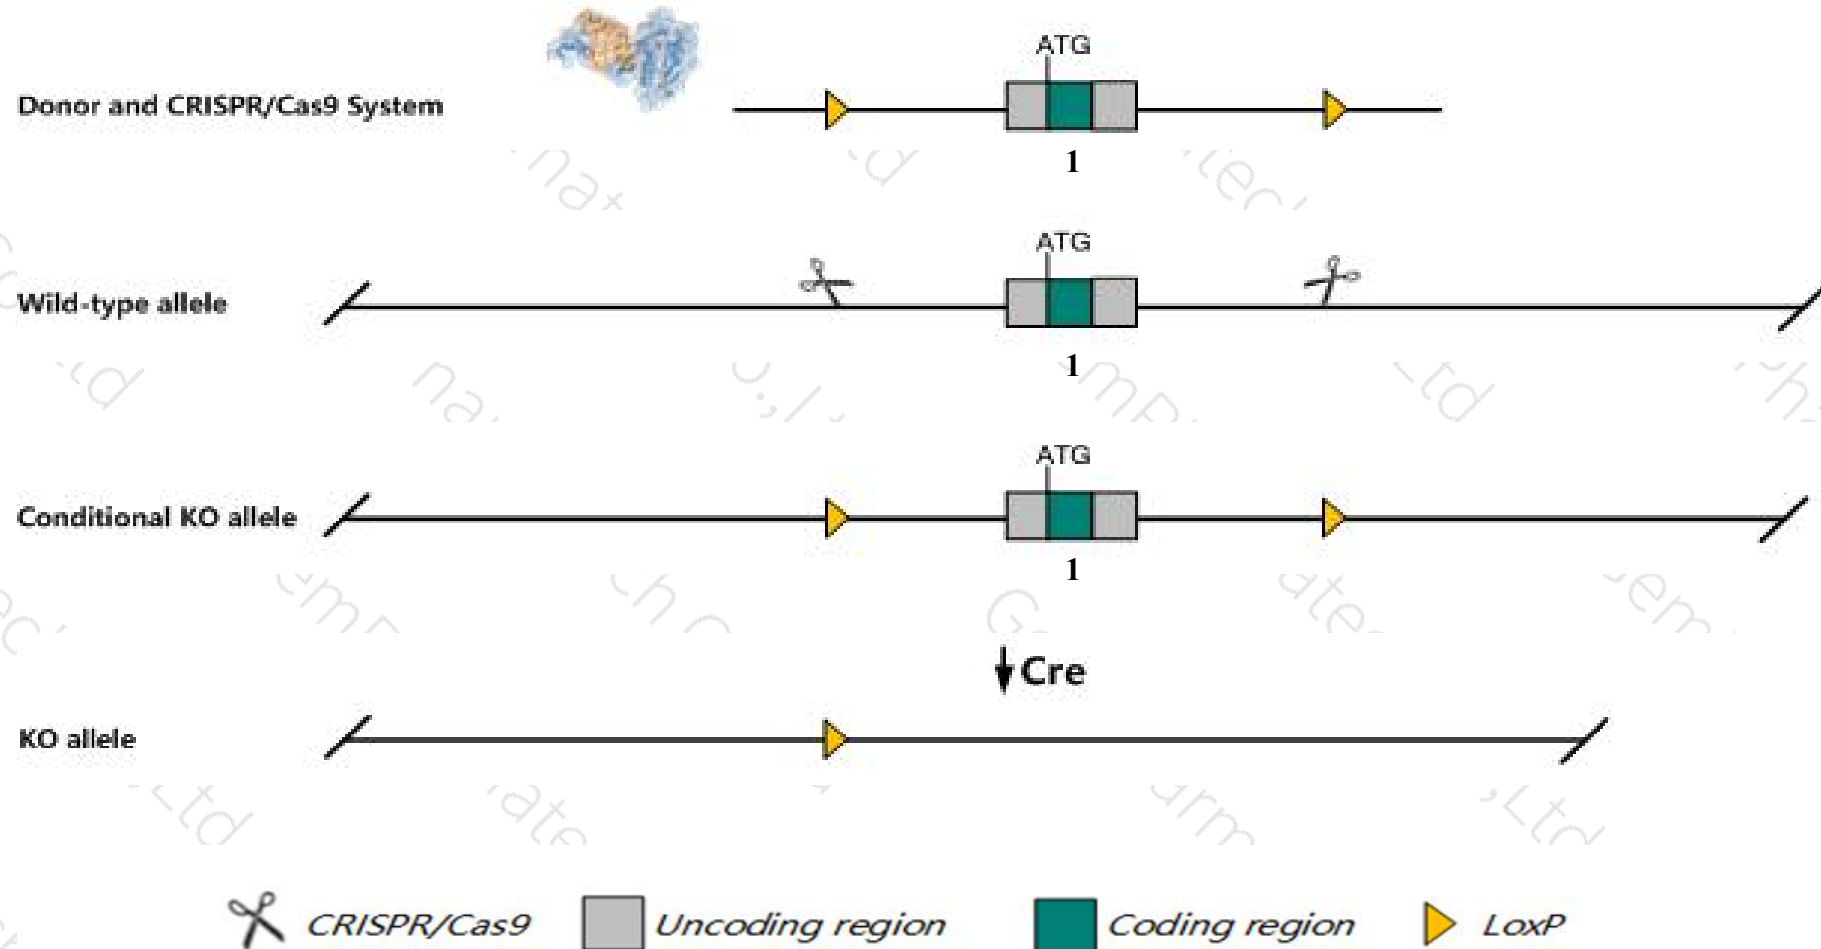 ATG
Donor and CRISPR/Cas9 System
1
ATG
Wild-type allele
1
ATG
Conditional KO allele
1
Cre
KO allele
CRISPR/Cas9
Uncoding region
Coding region
LoxP